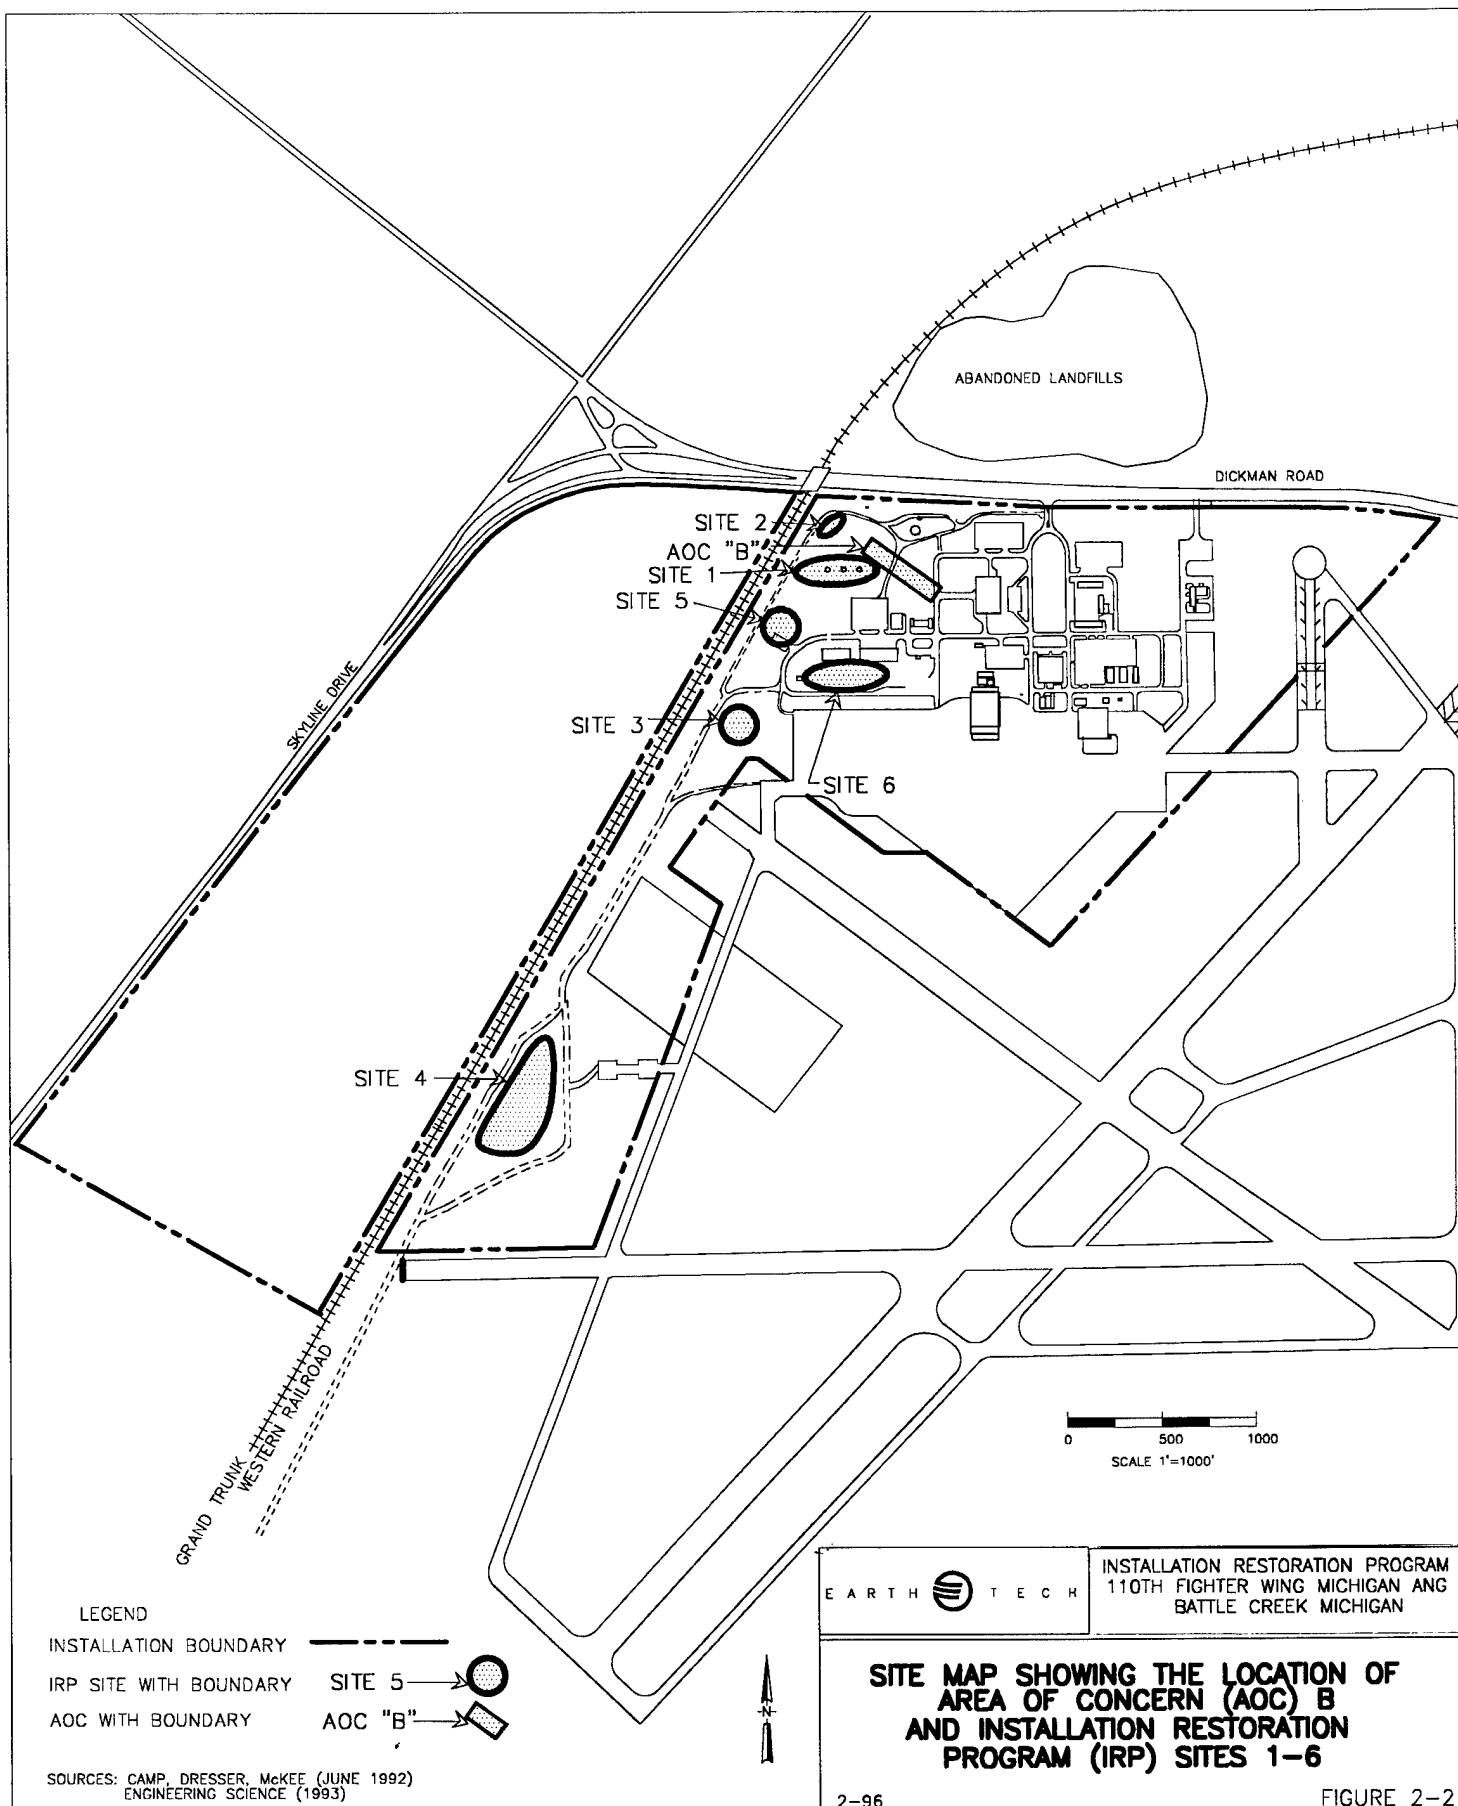 ABANDONED LANDFILLS
DICKMAN ROAD
SITE 2
AOC "B"
SITE 1
SITE 5
SKYLINE DRIVE
SITE 3
SITE 6
SITE 4
GRAND TRUNK
WESTERN RAILROAD
0 500 1000
SCALE 1"=1000'
LEGEND
INSTALLATION BOUNDARY
IRP SITE WITH BOUNDARY SITE 5
AOC WITH BOUNDARY AOC "B"
SOURCES: CAMP, DRESSER, McKEE (JUNE 1992)
ENGINEERING SCIENCE (1993)
N
EARTH TECH
INSTALLATION RESTORATION PROGRAM
110TH FIGHTER WING MICHIGAN ANG
BATTLE CREEK MICHIGAN
SITE MAP SHOWING THE LOCATION OF
AREA OF CONCERN (AOC) B
AND INSTALLATION RESTORATION
PROGRAM (IRP) SITES 1-6
2-96
FIGURE 2-2